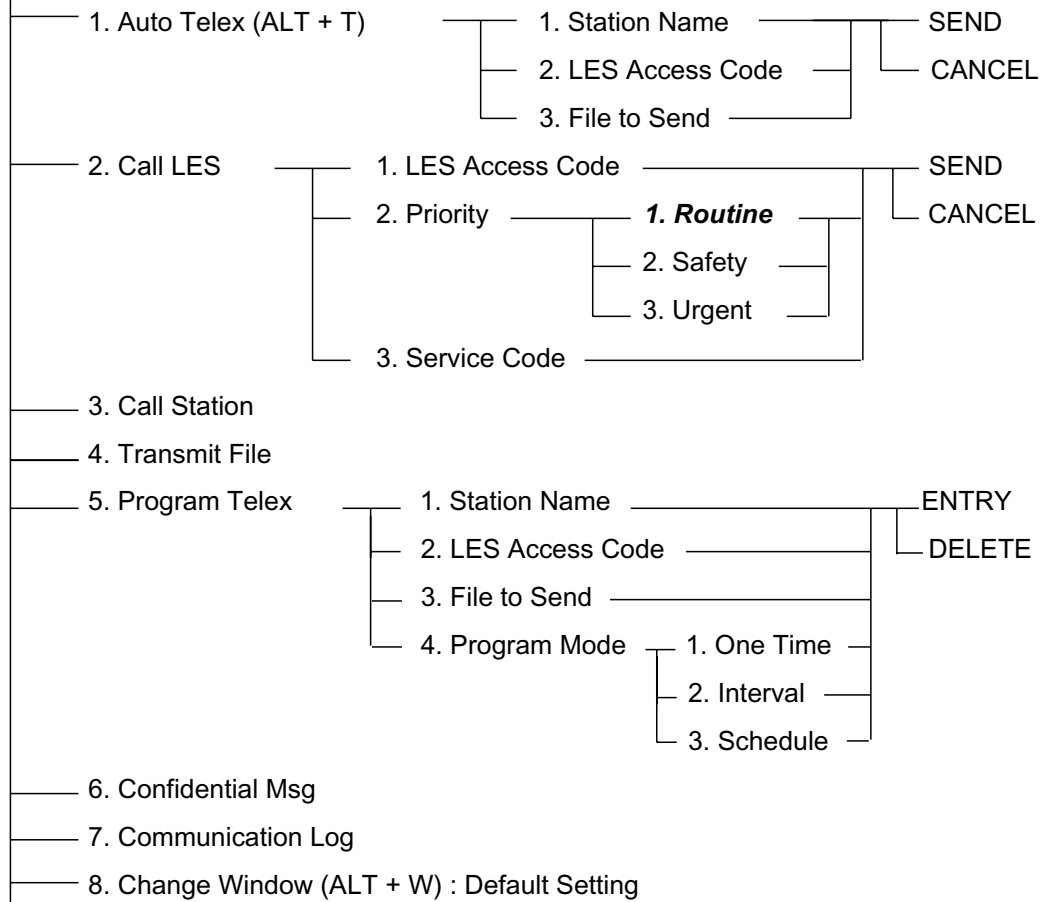 1. Auto Telex (ALT + T) 1. Station Name SEND
2. LES Access Code CANCEL
3. File to Send
2. Call LES 1. LES Access Code SEND
2. Priority 1. Routine CANCEL
2. Safety
3. Urgent
3. Service Code
3. Call Station
4. Transmit File
5. Program Telex 1. Station Name ENTRY
2. LES Access Code DELETE
3. File to Send
4. Program Mode 1. One Time
2. Interval
3. Schedule
6. Confidential Msg
7. Communication Log
8. Change Window (ALT + W) : Default Setting